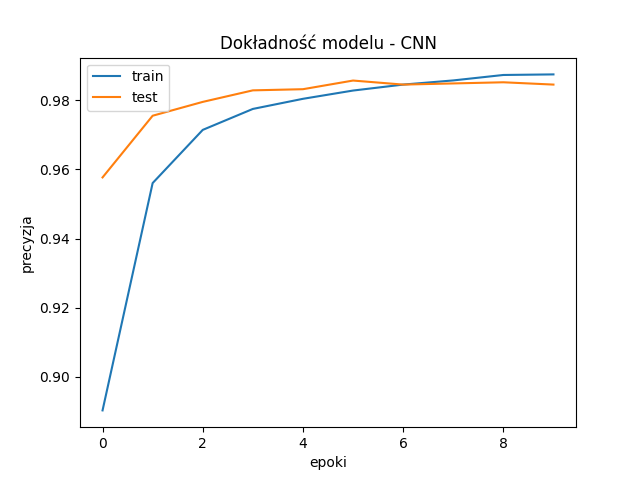 Dokładność modelu - CNN
train
test
0.98
0.96
0.94
0.92
0.90
precyzja
0
2
4
6
8
epoki